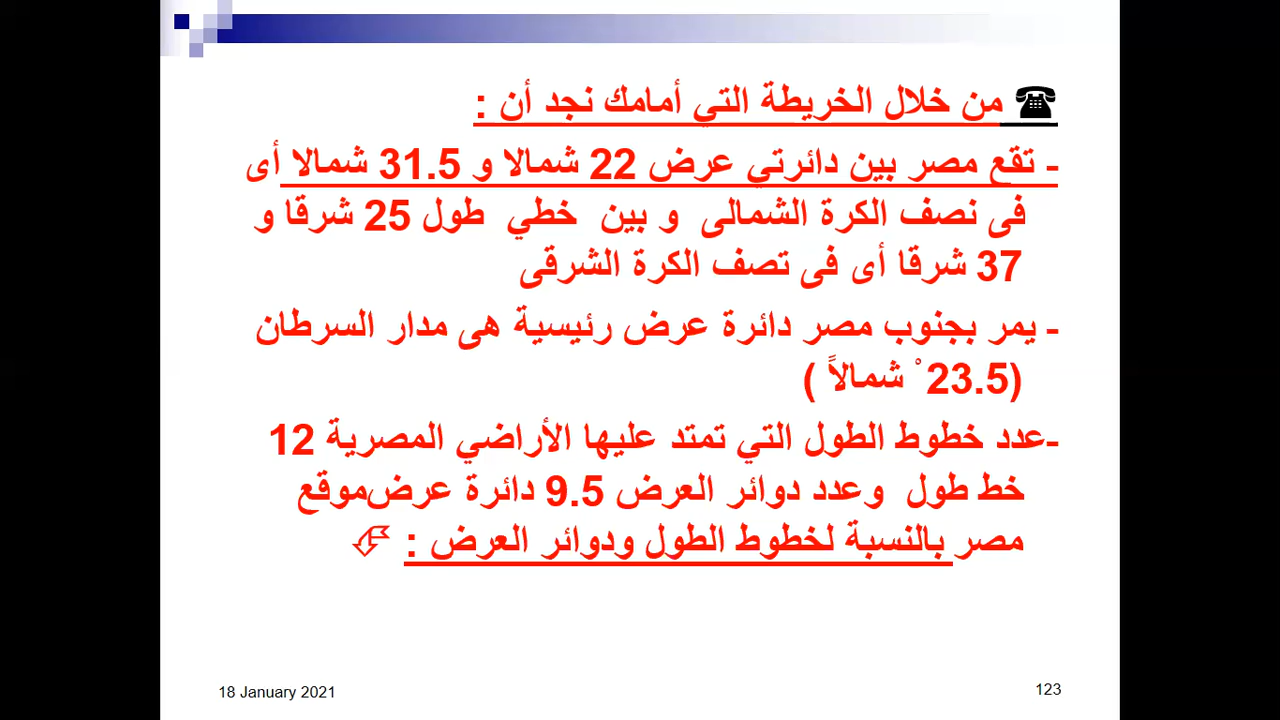 ☎ من خلال الخريطة التي أمامك نجد أن :
- تقع مصر بين دائرتي عرض 22 شمالا و 31.5 شمالا أى
فى نصف الكرة الشمالى و بين خطي طول 25 شرقا و
37 شرقا أى فى تصف الكرة الشرقى
- يمر بجنوب مصر دائرة عرض رئيسية هى مدار السرطان
(23.5 ْ شمالاً )
-عدد خطوط الطول التي تمتد عليها الأراضي المصرية 12
خط طول وعدد دوائر العرض 9.5 دائرة عرضموقع
مصر بالنسبة لخطوط الطول ودوائر العرض :
18 January 2021
123